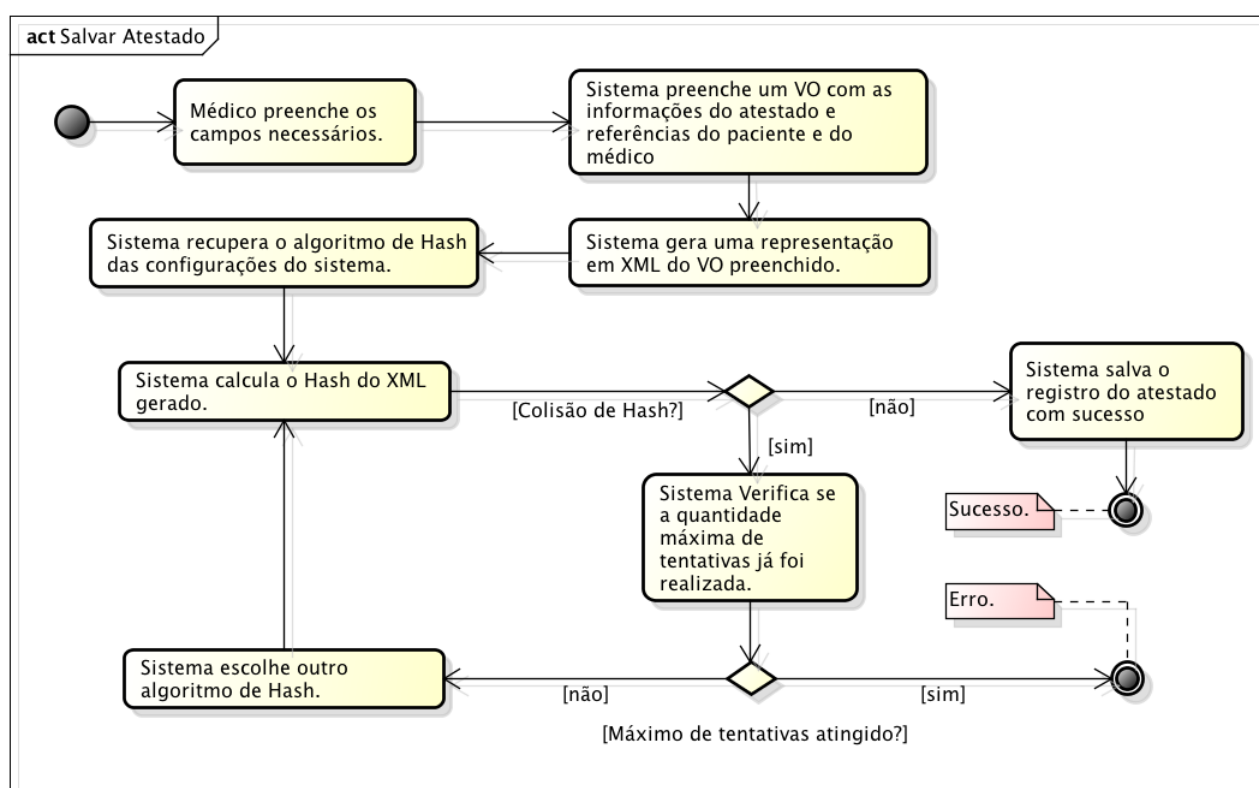 act Salvar Atestado
Médico preenche os
campos necessários.
Sistema preenche um VO com as
informações do atestado e
referências do paciente e do
médico
Sistema recupera o algoritmo de Hash
das configurações do sistema.
Sistema gera uma representação
em XML do VO preenchido.
Sistema calcula o Hash do XML
gerado.
[Colisão de Hash?]
[não]
Sistema salva o
registro do atestado
com sucesso
[sim]
Sistema Verifica se
a quantidade
máxima de
tentativas já foi
realizada.
Sucesso.
Erro.
Sistema escolhe outro
algoritmo de Hash.
[não]
[sim]
[Máximo de tentativas atingido?]